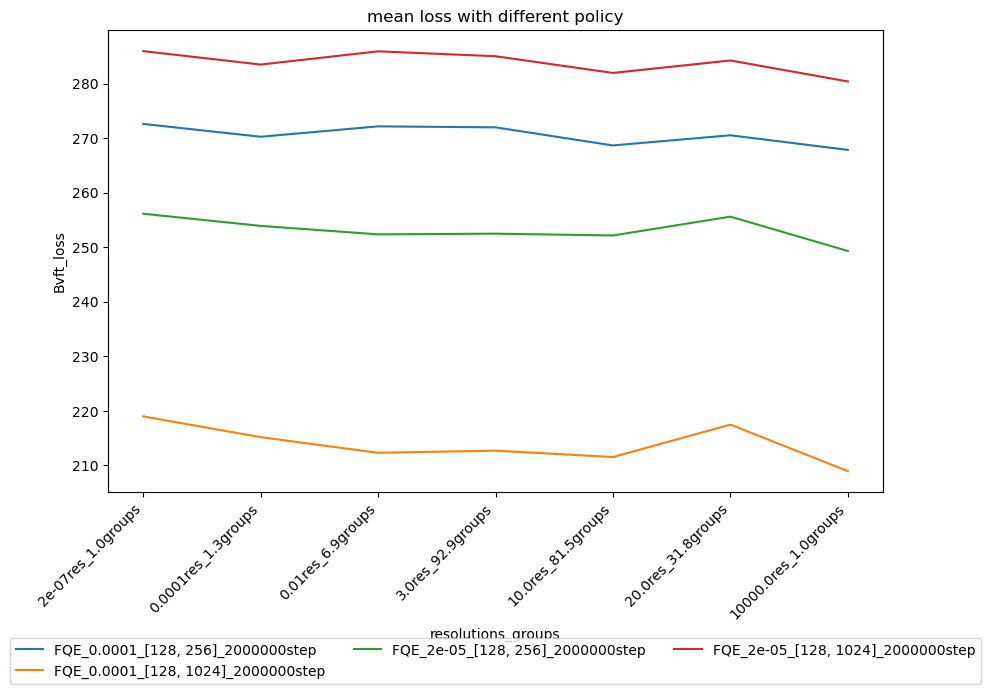 mean loss with different policy
Bvft_loss
280
270
260
250
240
230
220
210
2e-07res_1.0groups
0.0001res_1.3groups
0.01res_6.9groups
3.0res_92.9groups
10.0res_81.5groups
20.0res_31.8groups
10000.0res_1.0groups
resolutions_groups
FQE_0.0001_[128, 256]_2000000step
FQE_0.0001_[128, 1024]_2000000step
FQE_2e-05_[128, 256]_2000000step
FQE_2e-05_[128, 1024]_2000000step